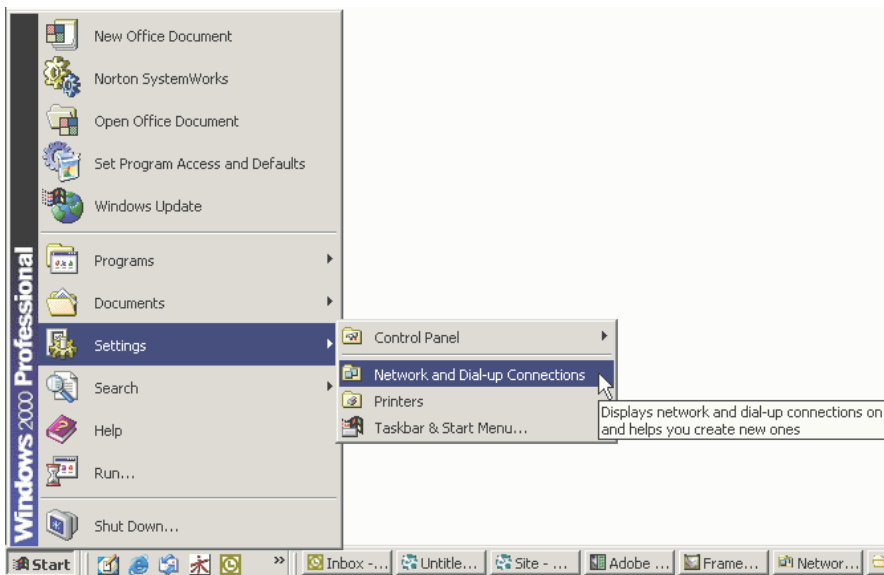 New Office Document
Norton SystemWorks
Open Office Document
Set Program Access and Defaults
Windows Update
Programs
Documents
Settings
Search
Help
Run...
Shut Down...
Windows 2000 Professional
Control Panel
Network and Dial-up Connections
Printers
Taskbar & Start Menu...
Displays network and dial-up connections on
and helps you create new ones
Start
»
Inbox -...
Untitle...
Site - ...
Adobe ...
Frame...
Networ...